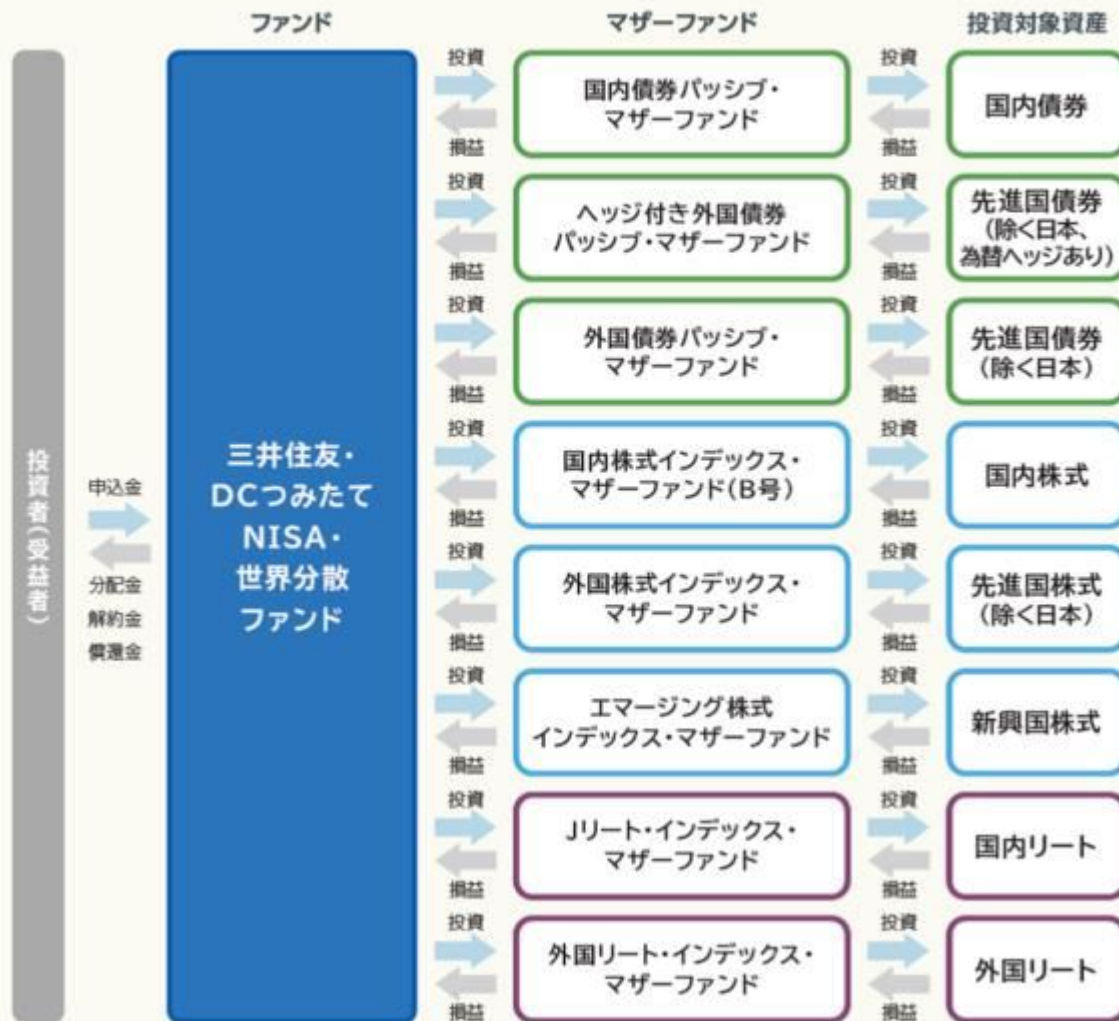 ファンド
マザーファンド
投資対象資産
投資者(受益者)
申込金
分配金
解約金
償還金
三井住友・
DCつみたて
NISA・
世界分散
ファンド
投資
損益
国内債券パッシブ・
マザーファンド
投資
損益
国内債券
投資
損益
ヘッジ付き外国債券
パッシブ・マザーファンド
投資
損益
先進国債券
(除く日本、
為替ヘッジあり)
投資
損益
外国債券パッシブ・
マザーファンド
投資
損益
先進国債券
(除く日本)
投資
損益
国内株式インデックス・
マザーファンド(B号)
投資
損益
国内株式
投資
損益
外国株式インデックス・
マザーファンド
投資
損益
先進国株式
(除く日本)
投資
損益
エマージング株式
インデックス・マザーファンド
投資
損益
新興国株式
投資
損益
Jリート・インデックス・
マザーファンド
投資
損益
国内リート
投資
損益
外国リート・インデックス・
マザーファンド
投資
損益
外国リート